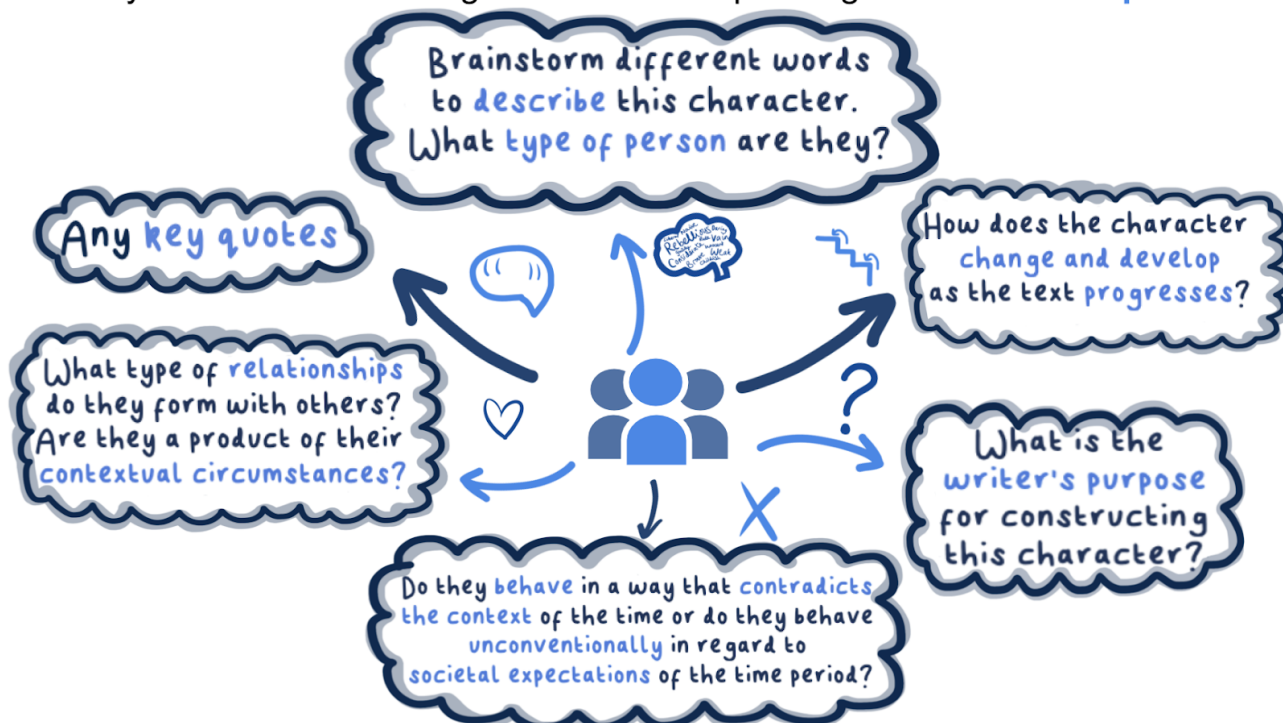 Brainstorm different words
to describe this character.
What type of person are they?
Any key quotes
How does the character
change and develop
as the text progresses?
What type of relationships
do they form with others?
Are they a product of their
contextual circumstances?
What is the
writer's purpose
for constructing
this character?
Do they behave in a way that contradicts
the context of the time or do they behave
unconventionally in regard to
societal expectations of the time period?